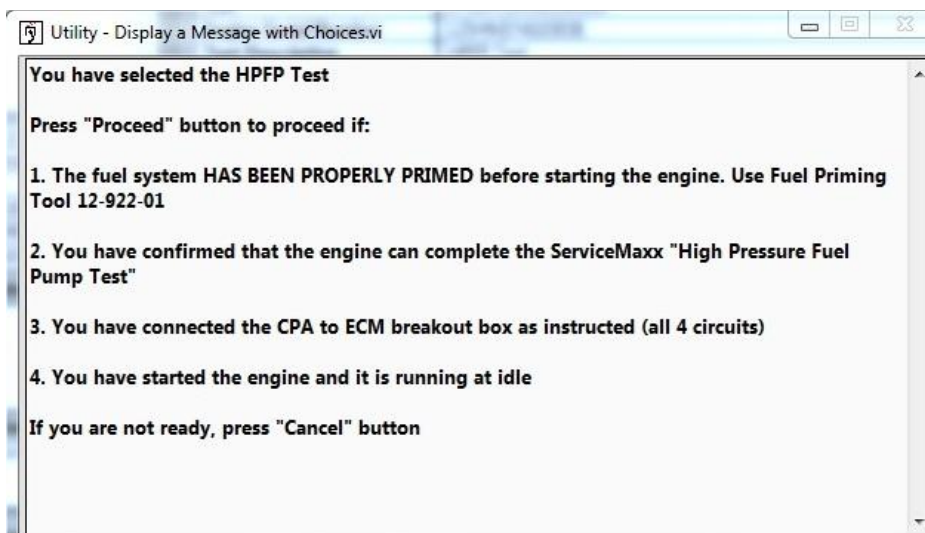 Utility - Display a Message with Choices.vi
You have selected the HPFP Test
Press "Proceed" button to proceed if:
1. The fuel system HAS BEEN PROPERLY PRIMED before starting the engine. Use Fuel Priming
Tool 12-922-01
2. You have confirmed that the engine can complete the ServiceMaxx "High Pressure Fuel
Pump Test"
3. You have connected the CPA to ECM breakout box as instructed (all 4 circuits)
4. You have started the engine and it is running at idle
If you are not ready, press "Cancel" button